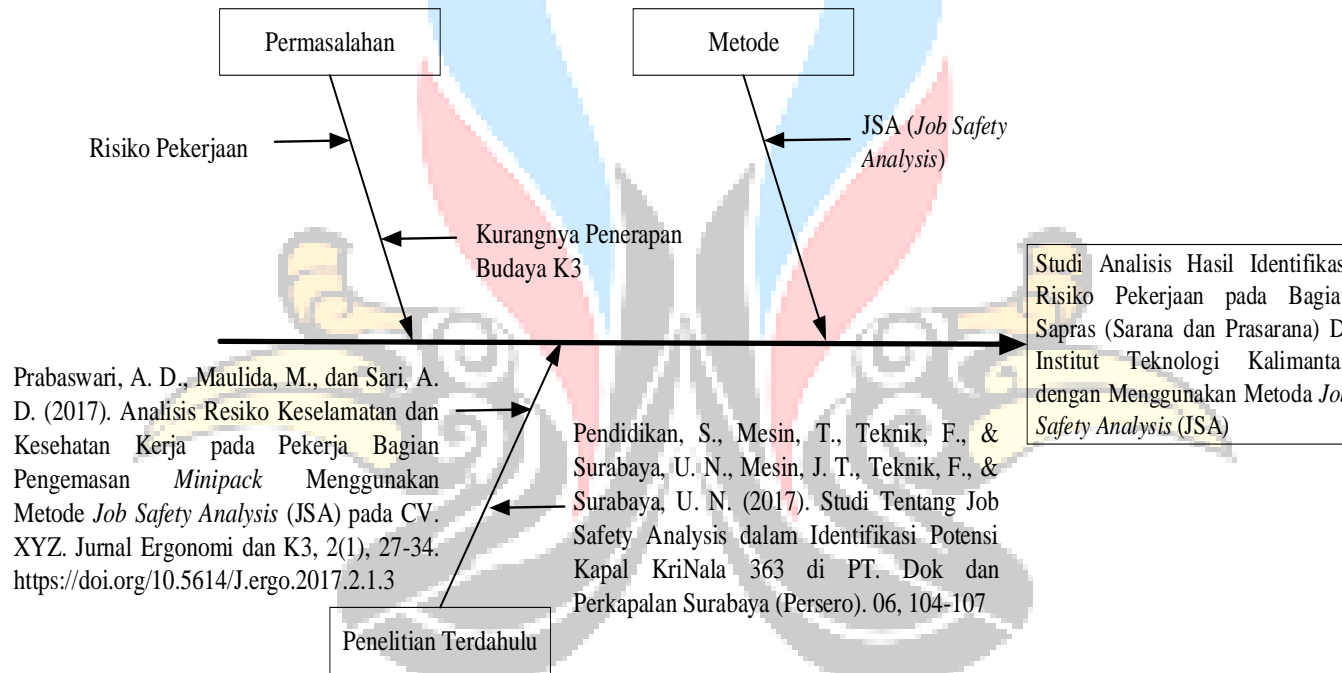 Permasalahan
Metode
Risiko Pekerjaan
JSA (Job Safety
Analysis)
Kurangnya Penerapan
Budaya K3
Studi Analisis Hasil Identifikasi
Risiko Pekerjaan pada Bagian
Sapras (Sarana dan Prasarana) D
Institut Teknologi Kalimantan
dengan Menggunakan Metoda Job
Safety Analysis (JSA)
Prabaswari, A. D., Maulida, M., dan Sari, A.
D. (2017). Analisis Resiko Keselamatan dan
Kesehatan Kerja pada Pekerja Bagian
Pengemasan Minipack Menggunakan
Metode Job Safety Analysis (JSA) pada CV.
XYZ. Jurnal Ergonomi dan K3, 2(1), 27-34.
https://doi.org/10.5614/J.ergo.2017.2.1.3
Pendidikan, S., Mesin, T., Teknik, F., &
Surabaya, U. N., Mesin, J. T., Teknik, F., &
Surabaya, U. N. (2017). Studi Tentang Job
Safety Analysis dalam Identifikasi Potensi
Kapal KriNala 363 di PT. Dok dan
Perkapalan Surabaya (Persero). 06, 104-107
Penelitian Terdahulu